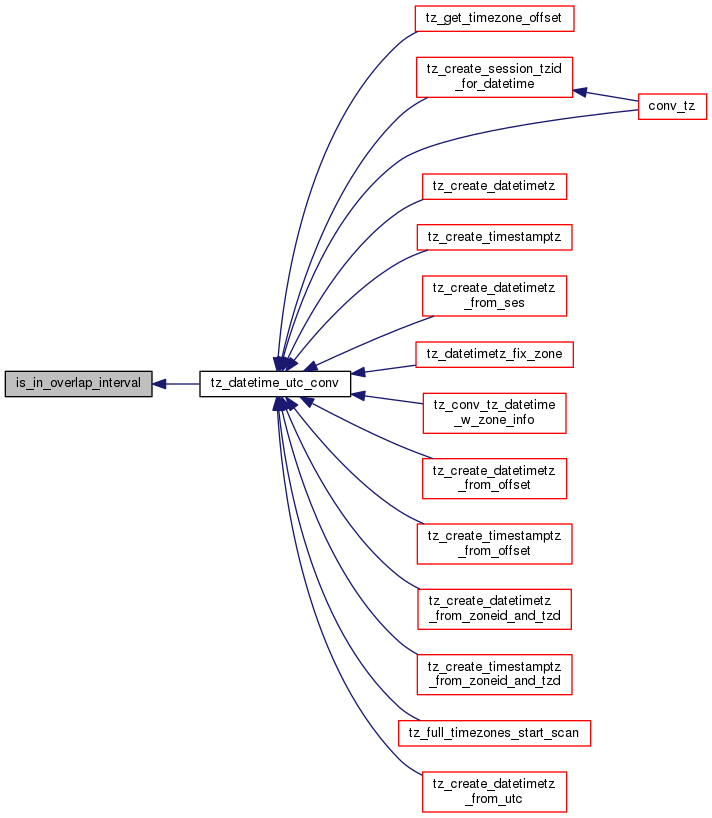 tz_get_timezone_offset
tz_create_session_tzid
_for_datetime
conv_tz
tz_create_datetimetz
tz_create_timestamptz
tz_create_datetimetz
_from_ses
tz_datetimetz_fix_zone
is_in_overlap_interval
tz_datetime_utc_conv
tz_conv_tz_datetime
_w_zone_info
tz_create_datetimetz
_from_offset
tz_create_timestamptz
_from_offset
tz_create_datetimetz
_from_zoneid_and_tzd
tz_create_timestamptz
_from_zoneid_and_tzd
tz_full_timezones_start_scan
tz_create_datetimetz
_from_utc